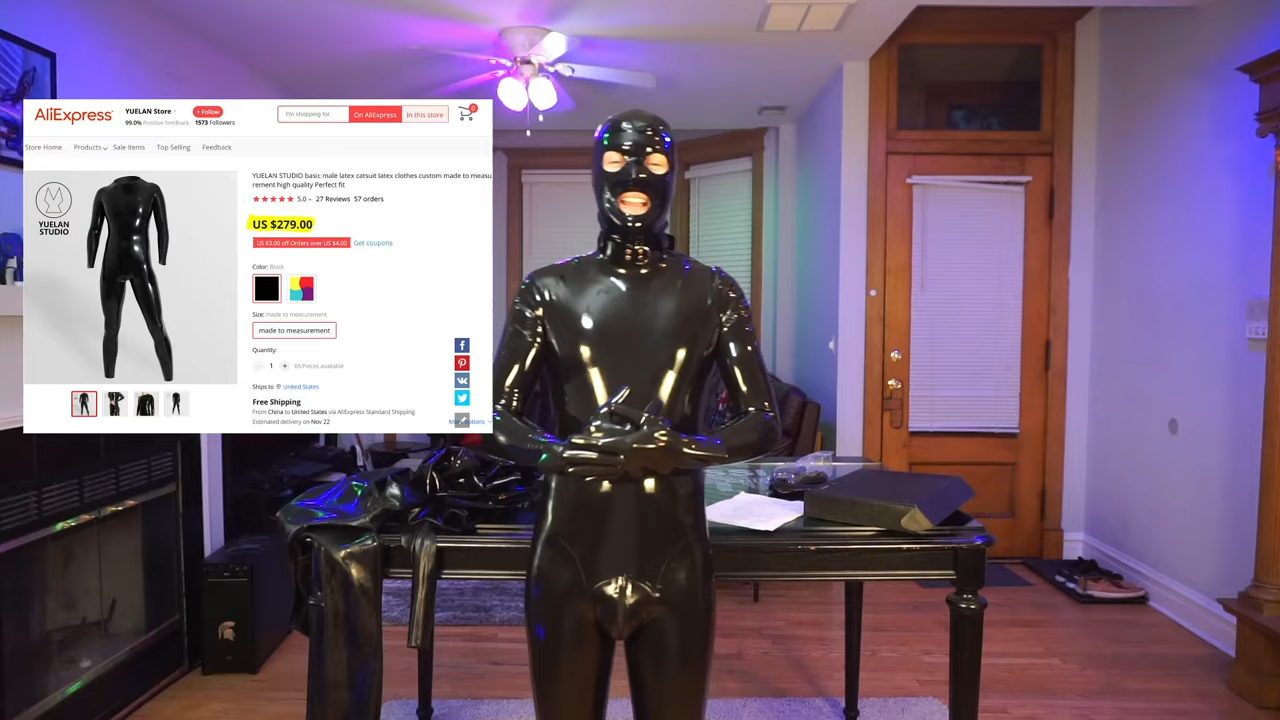 AliExpress
YUELAN Store
+ Follow
99.0% Positive feedback 1573 Followers
I'm shopping for
On AliExpress
In this store
0
Store Home Products Sale Items Top Selling Feedback
YUELAN STUDIO
YUELAN STUDIO basic male latex catsuit latex clothes custom made to measu
rement high quality Perfect fit
5.0 27 Reviews 57 orders
US $279.00
US $3.00 off Orders over US $4.00 Get coupons
Color: Black
Size: made to measurement
made to measurement
Quantity:
1 65 Pieces available
Ships to United States
Free Shipping
From China to United States via AliExpress Standard Shipping
Estimated delivery on Nov 22